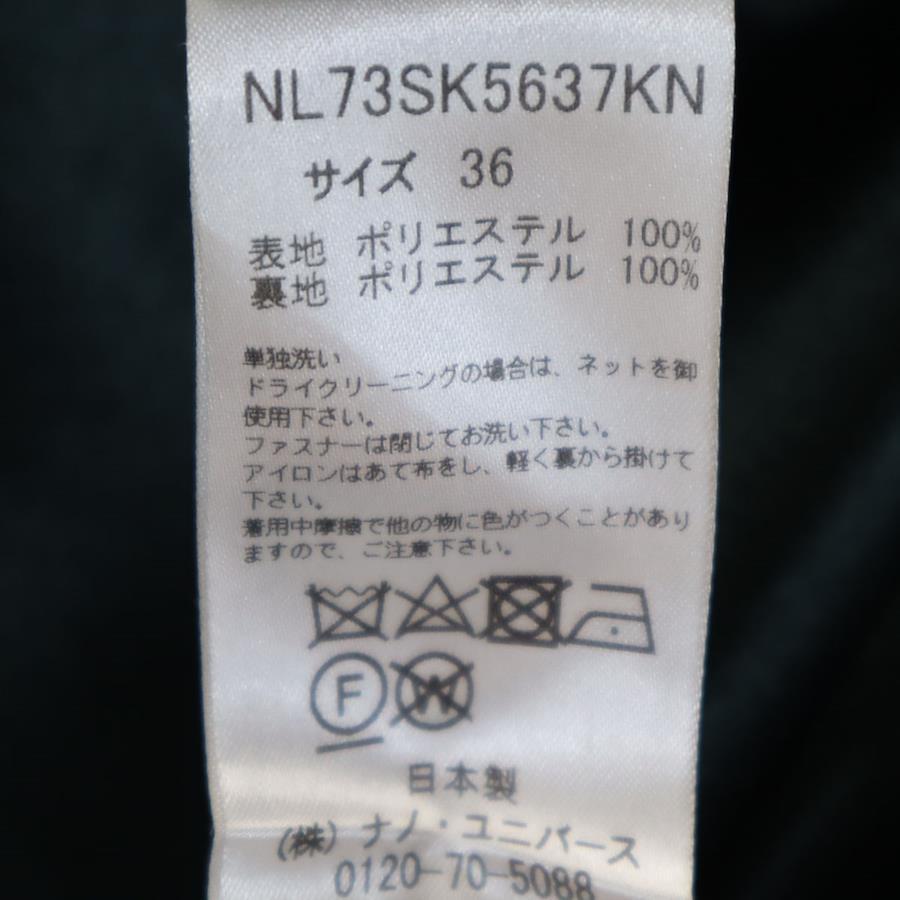 NL73SK5637KN
サイズ 36
表地 ポリエステル 100%
裏地 ポリエステル 100%
単独洗い
ドライクリーニングの場合は、ネットを御
使用下さい。
ファスナーは閉じてお洗い下さい。
アイロンはあて布をし、軽く裏から掛けて
下さい。
着用中摩擦で他の物に色がつくことがあり
ますので、ご注意下さい。
F W
日本製
(株)ナノ・ユニバース
0120-70-5088